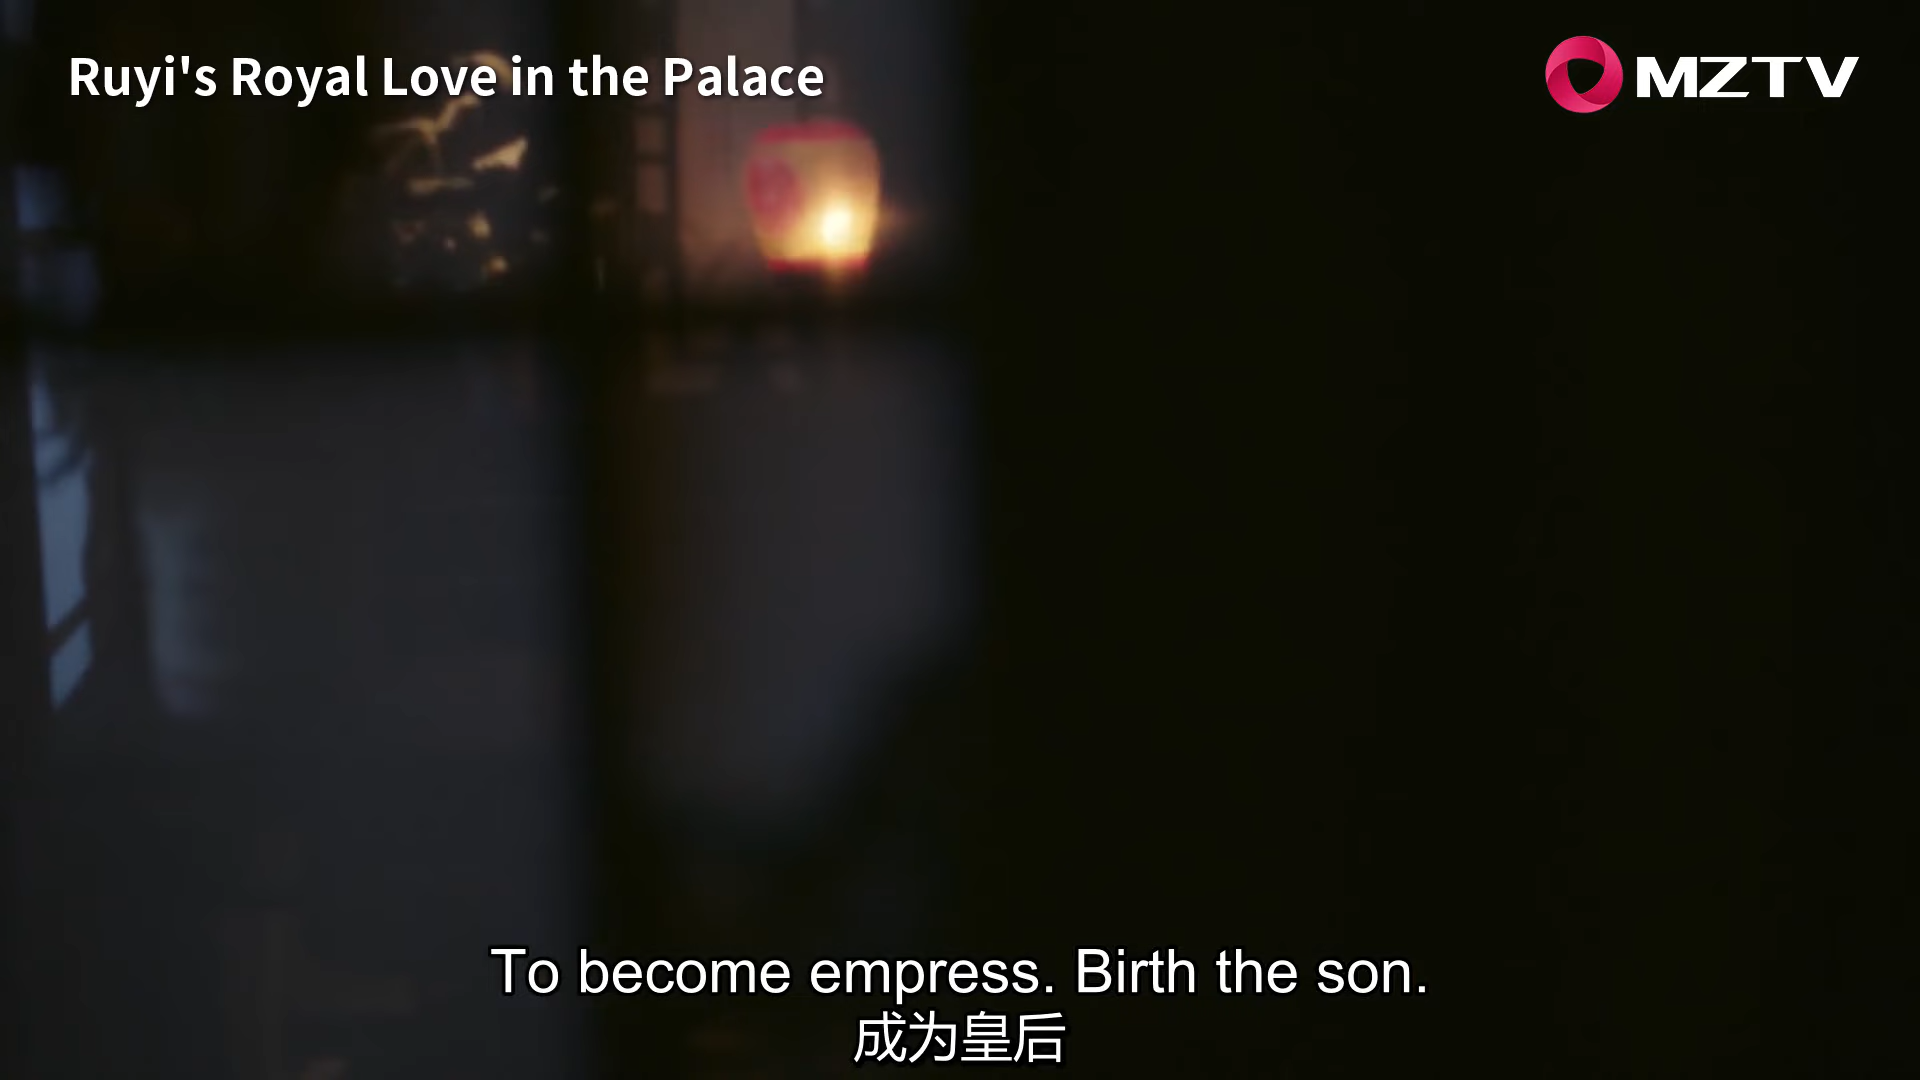 Ruyi's Royal Love in the Palace
MZTV
To become empress. Birth the son.
成为皇后